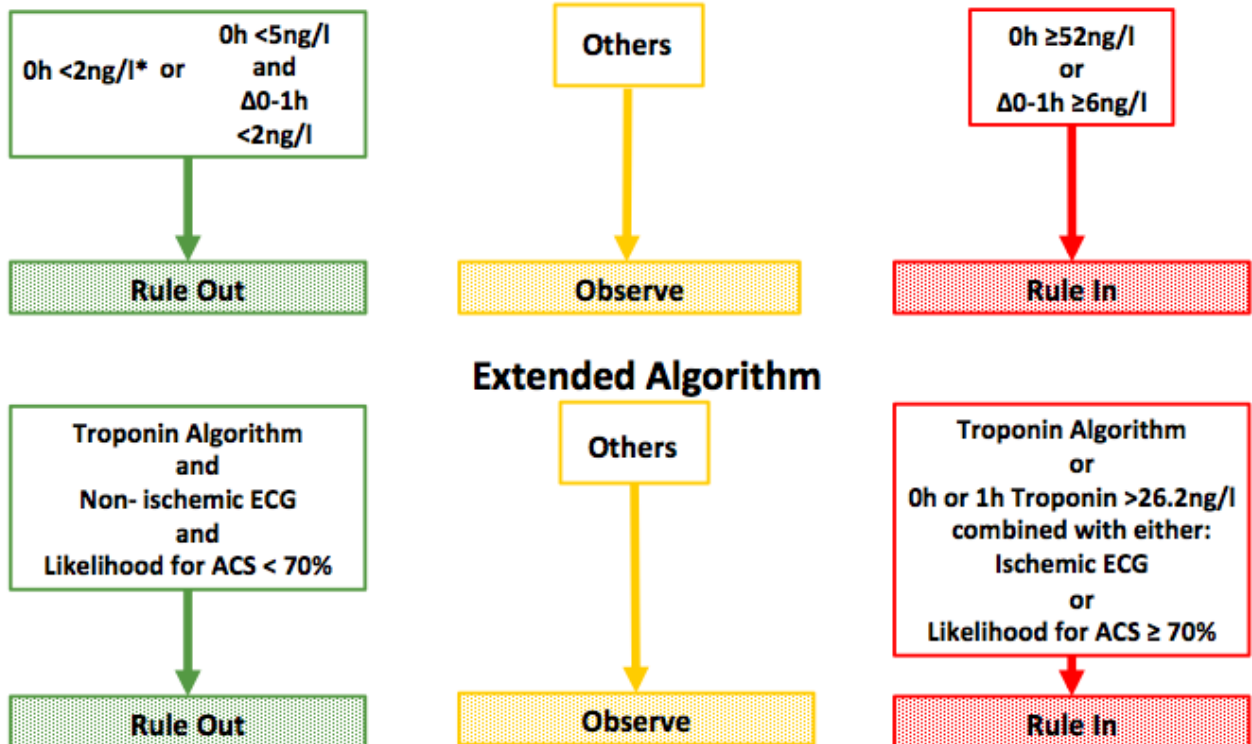 0h <2ng/l* or
0h <5ng/l
and
Δ0-1h
<2ng/l
Others
0h ≥52ng/l
or
Δ0-1h ≥6ng/l
Rule Out
Observe
Rule In
Extended Algorithm
Troponin Algorithm
and
Non- ischemic ECG
and
Likelihood for ACS < 70%
Others
Troponin Algorithm
or
0h or 1h Troponin >26.2ng/l
combined with either:
Ischemic ECG
or
Likelihood for ACS ≥ 70%
Rule Out
Observe
Rule In